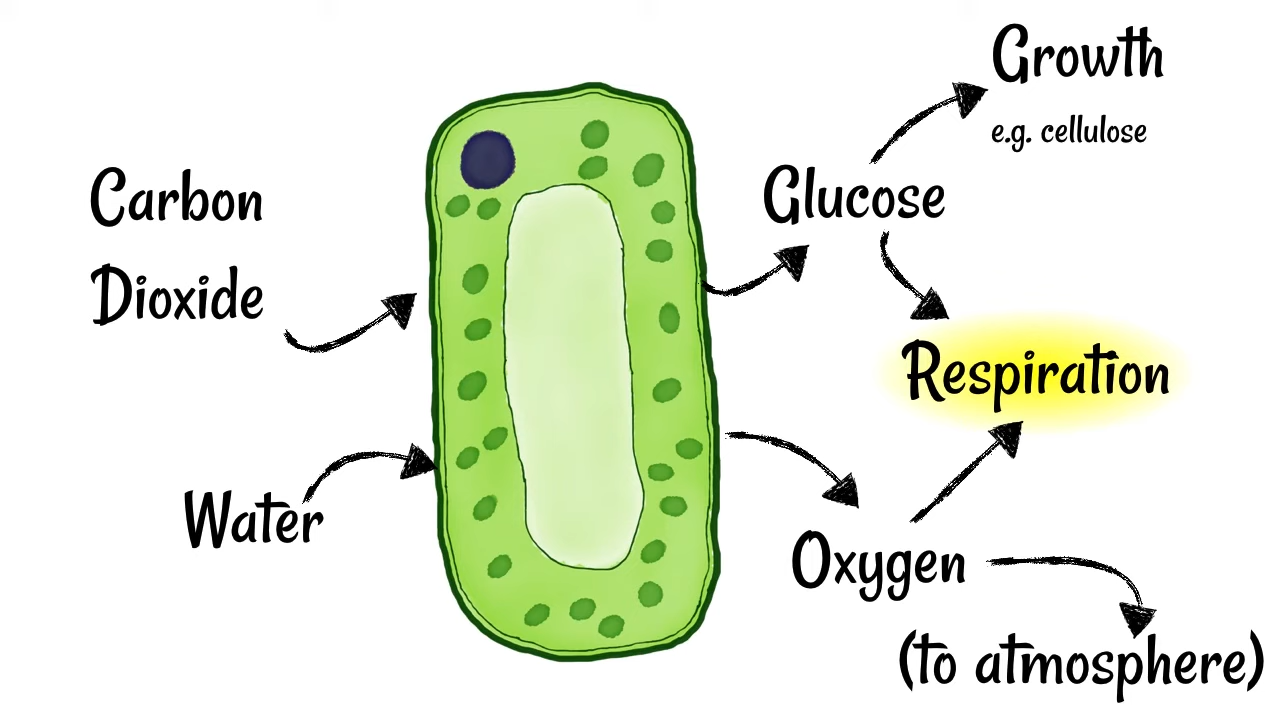 Carbon
Dioxide
Water
Glucose
Growth
e.g. cellulose
Respiration
Oxygen
(to atmosphere)